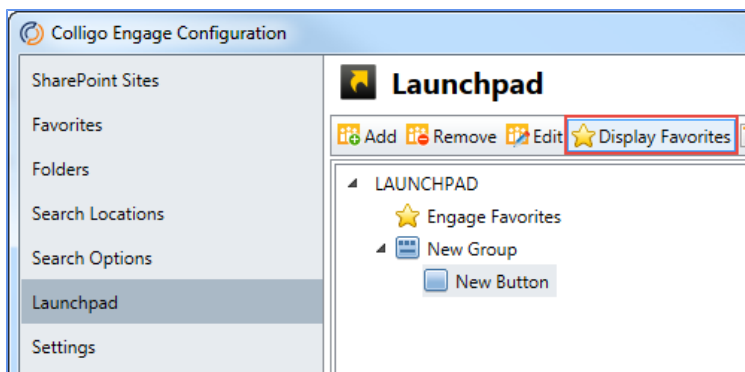 Colligo Engage Configuration
SharePoint Sites
Favorites
Folders
Search Locations
Search Options
Launchpad
Settings
Launchpad
Add Remove Edit Display Favorites
LAUNCHPAD
Engage Favorites
New Group
New Button